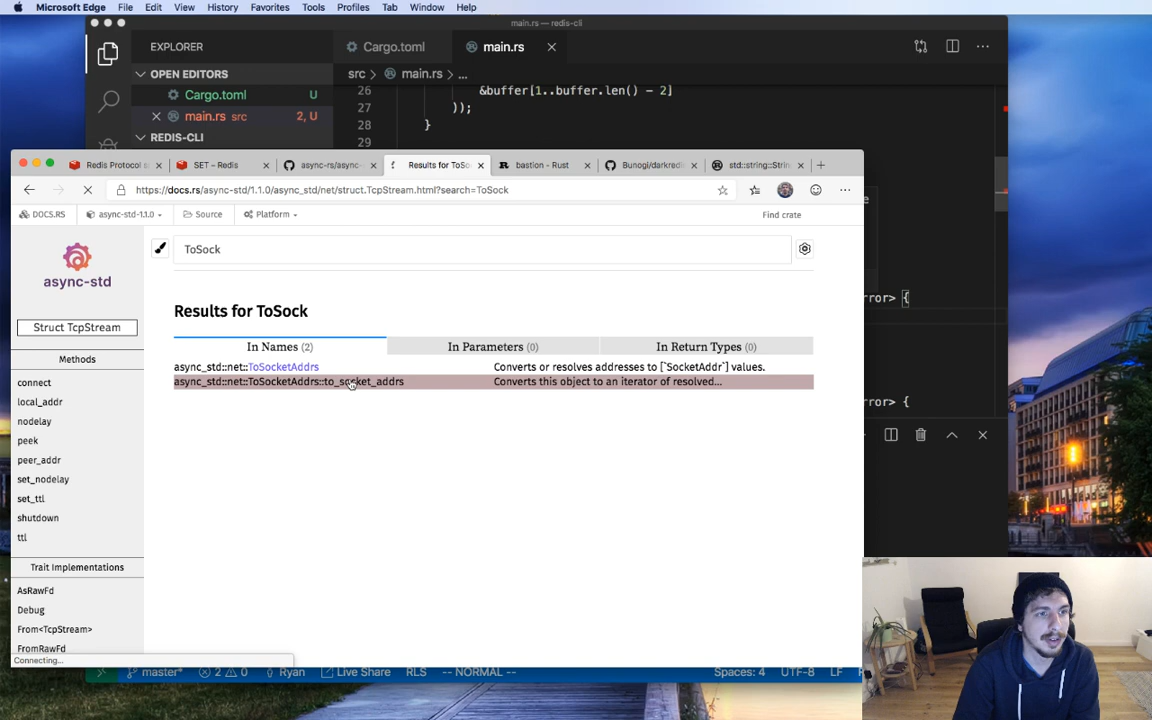 Microsoft Edge File Edit View History Favorites Tools Profiles Tab Window Help
main.rs — redis-cli
EXPLORER
Cargo.toml
main.rs
OPEN EDITORS
src > main.rs > ...
Cargo.toml U
26 &buffer[1..buffer.len() - 2]
27 ));
main.rs src 2, U
28 }
REDIS-CLI
29
Redis Protocol s
SET – Redis
async-rs/async-
Results for ToSo
bastion - Rust
Bunogi/darkredi
std::string::Strin
https://docs.rs/async-std/1.1.0/async_std/net/struct.TcpStream.html?search=ToSock
DOCS.RS
async-std-1.1.0
Source
Platform
Find crate
ToSock
async-std
rror> {
Results for ToSock
Struct TcpStream
In Names (2)
In Parameters (0)
In Return Types (0)
Methods
async_std::net::ToSocketAddrs Converts or resolves addresses to [`SocketAddr`] values.
connect
async_std::net::ToSocketAddrs::to_socket_addrs Converts this object to an iterator of resolved...
local_addr
rror> {
nodelay
peek
peer_addr
set_nodelay
set_ttl
shutdown
ttl
Trait Implementations
AsRawFd
Debug
From<TcpStream>
FromRawFd
Connecting...
master*
2 0
Ryan
Live Share
RLS
-- NORMAL --
Spaces: 4
UTF-8
LF